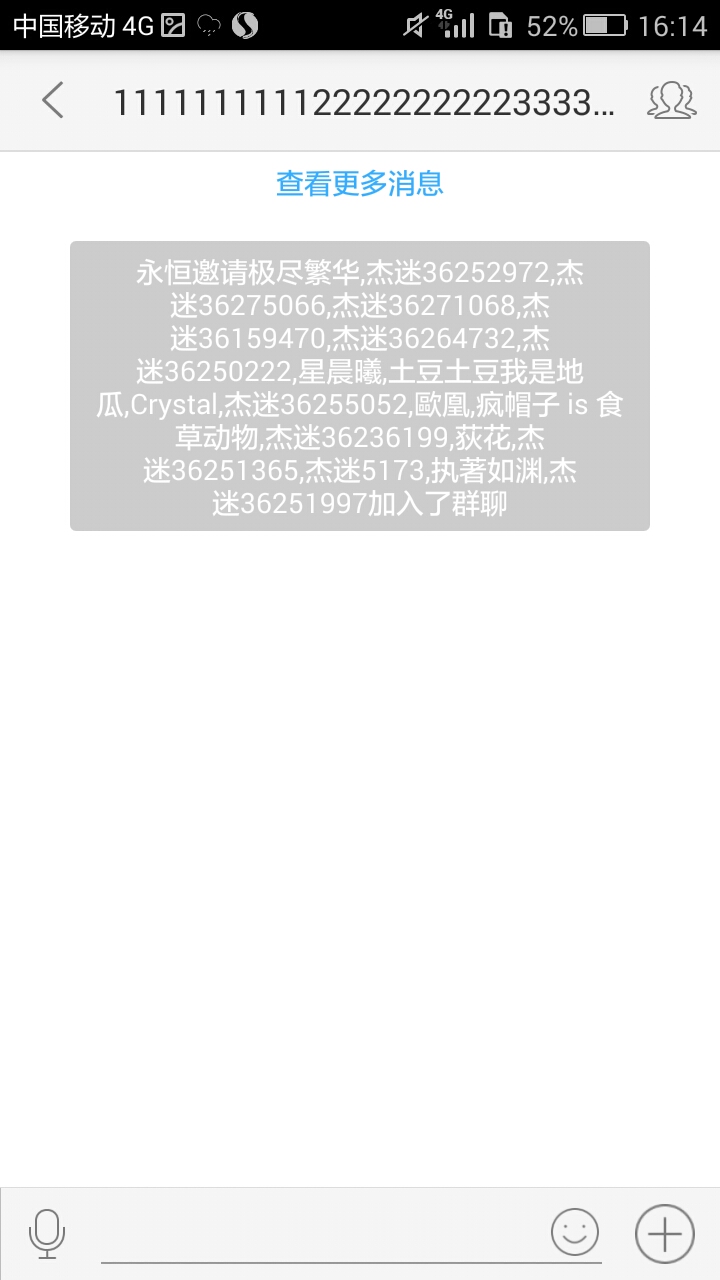 中国移动 4G 4G 52% 16:14
111111111122222222223333...
查看更多消息
永恒邀请极尽繁华,杰迷36252972,杰
迷36275066,杰迷36271068,杰
迷36159470,杰迷36264732,杰
迷36250222,星晨曦,土豆土豆我是地
瓜,Crystal,杰迷36255052,歐凰,疯帽子 is 食
草动物,杰迷36236199,荻花,杰
迷36251365,杰迷5173,执著如渊,杰
迷36251997加入了群聊